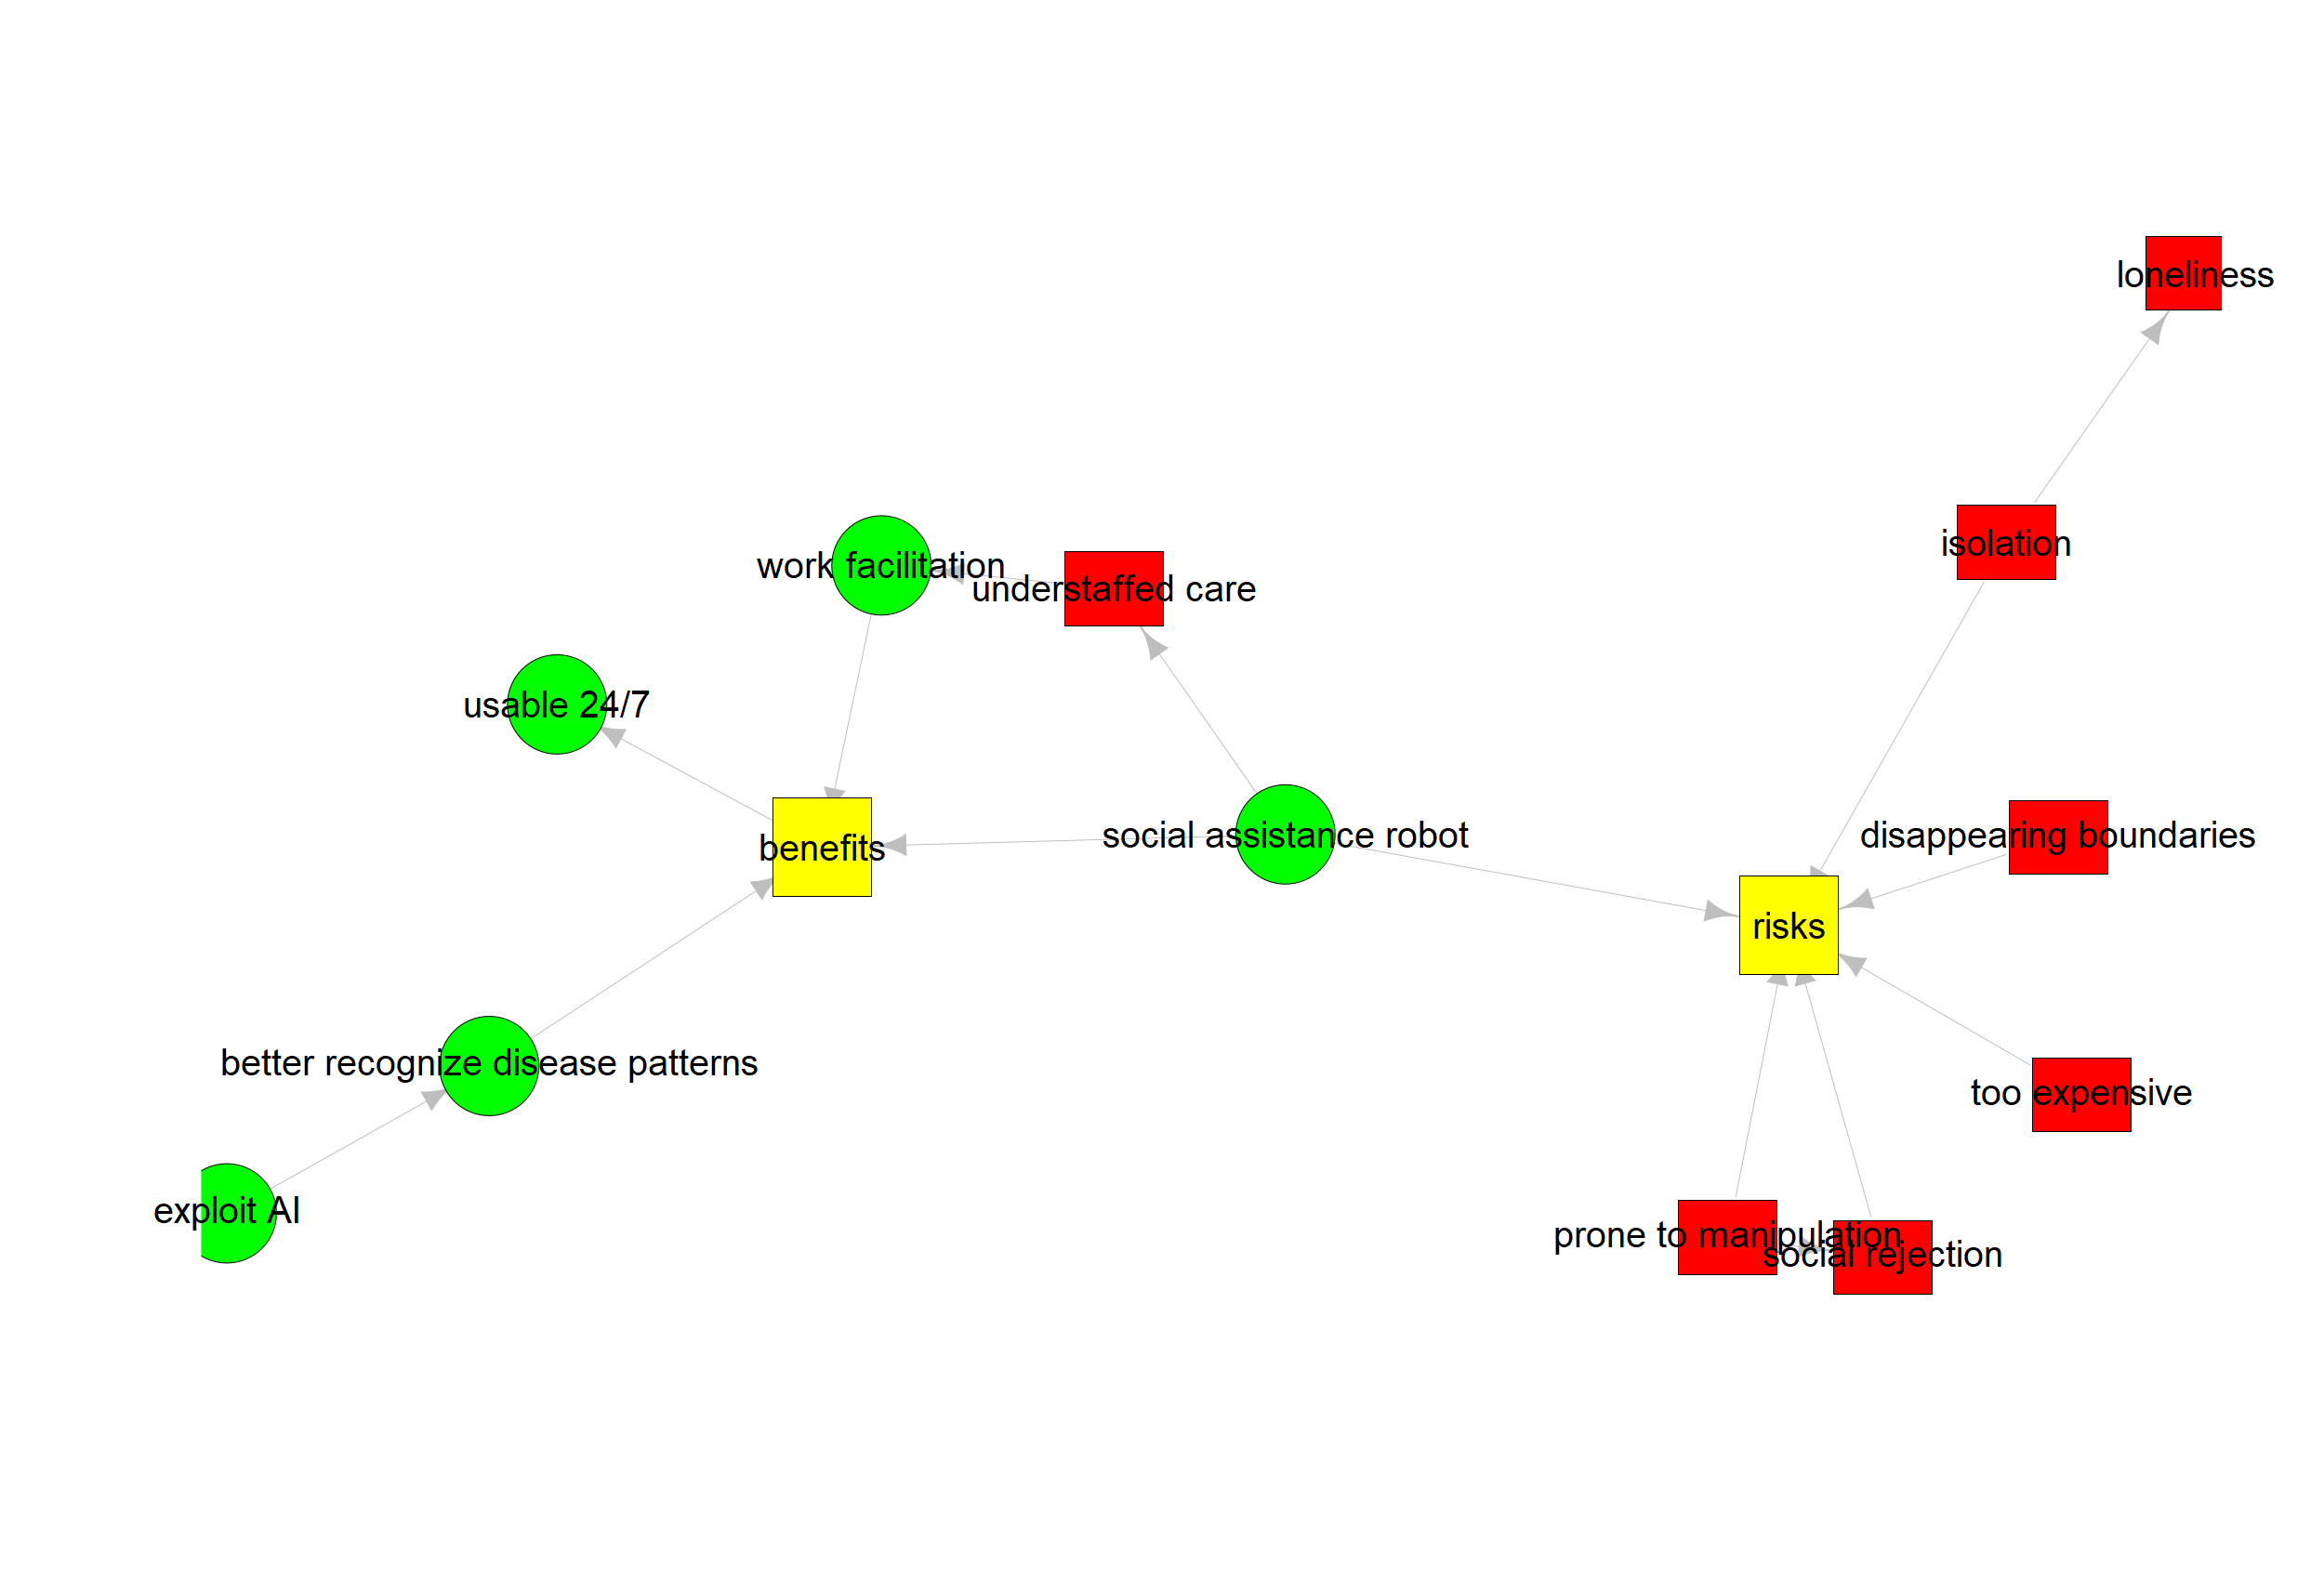 loneliness
isolation
work facilitation
understaffed care
usable 24/7
benefits
social assistance robot
disappearing boundaries
risks
better recognize disease patterns
too expensive
exploit AI
prone to manipulation
social rejection